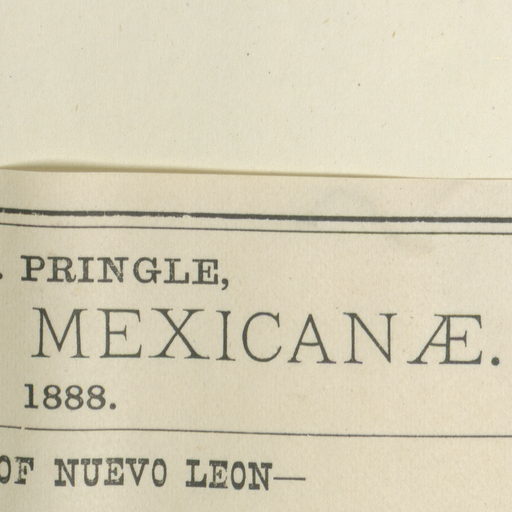 . PRINGLE,
MEXICANÆ.
1888.
OF NUEVO LEON—